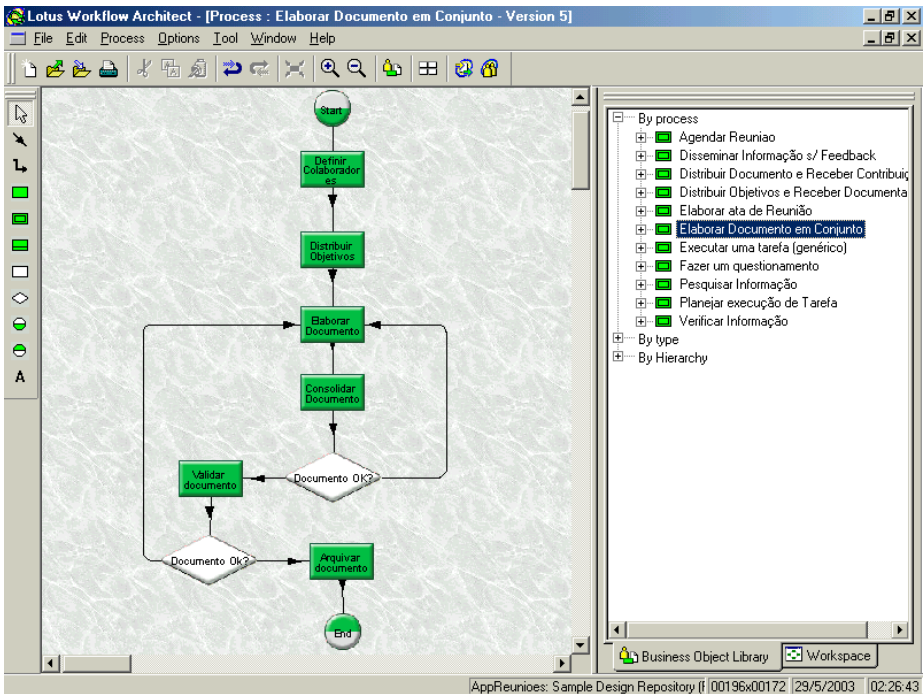 Lotus Workflow Architect - [Process : Elaborar Documento em Conjunto - Version 5]
File Edit Process Options Tool Window Help
A
Start
Definir
Colaborador
es
Distribuir
Objetivos
Elaborar
Documento
Consolidar
Documento
Documento OK?
Validar
documento
Documento Ok?
Arquivar
documento
End
By process
Agendar Reuniao
Disseminar Informação s/ Feedback
Distribuir Documento e Receber Contribuiç
Distribuir Objetivos e Receber Documenta
Elaborar ata de Reunião
Elaborar Documento em Conjunto
Executar uma tarefa (genérico)
Fazer um questionamento
Pesquisar Informação
Planejar execução de Tarefa
Verificar Informação
By type
By Hierarchy
Business Object Library
Workspace
AppReunioes: Sample Design Repository (f 00196x00172 29/5/2003 02:26:43